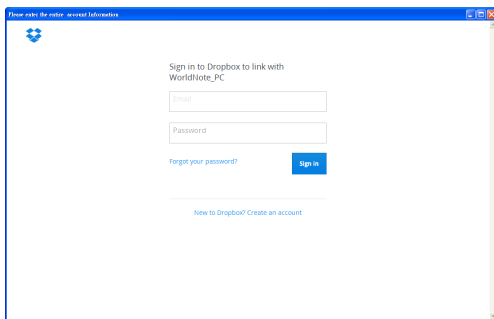 Please enter the entire account Information
Sign in to Dropbox to link with
WorldNote_PC
Email
Password
Forgot your password?
Sign in
New to Dropbox? Create an account